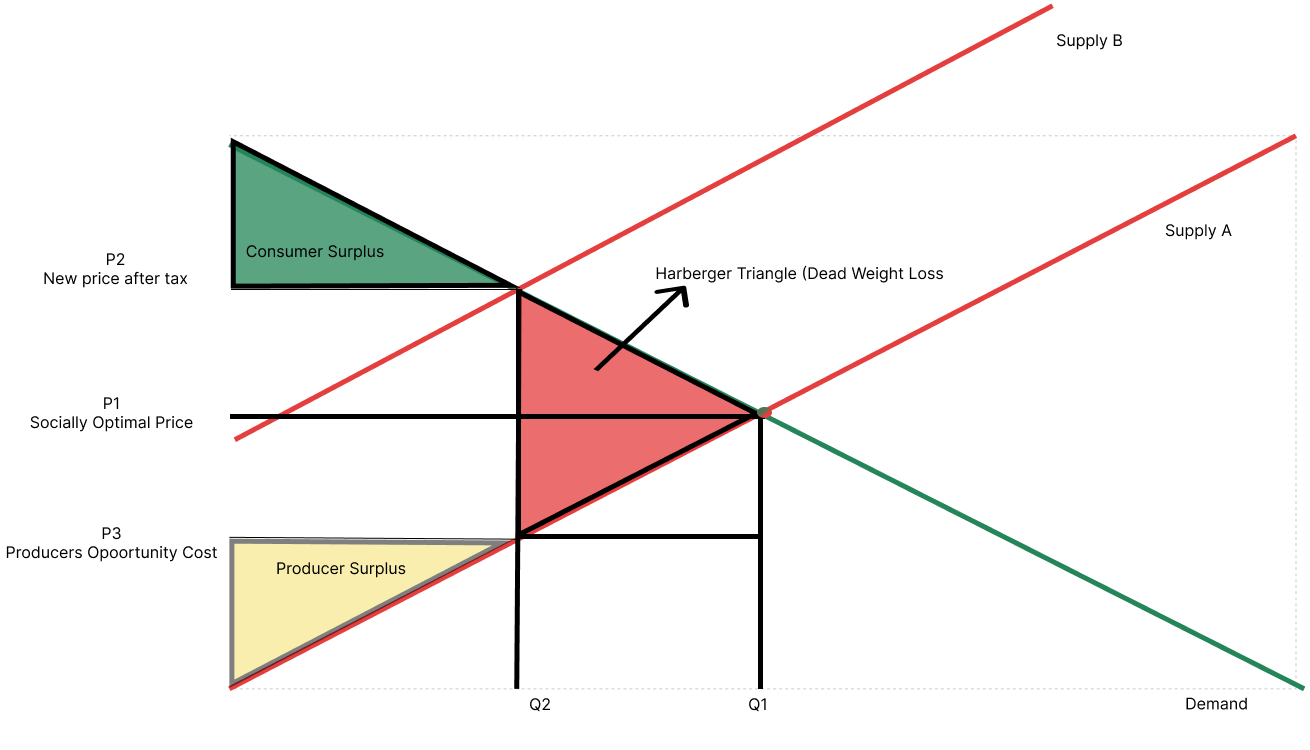 Supply B
Supply A
Consumer Surplus
P2
New price after tax
Harberger Triangle (Dead Weight Loss
P1
Socially Optimal Price
P3
Producers Opoortunity Cost
Producer Surplus
Q2
Q1
Demand